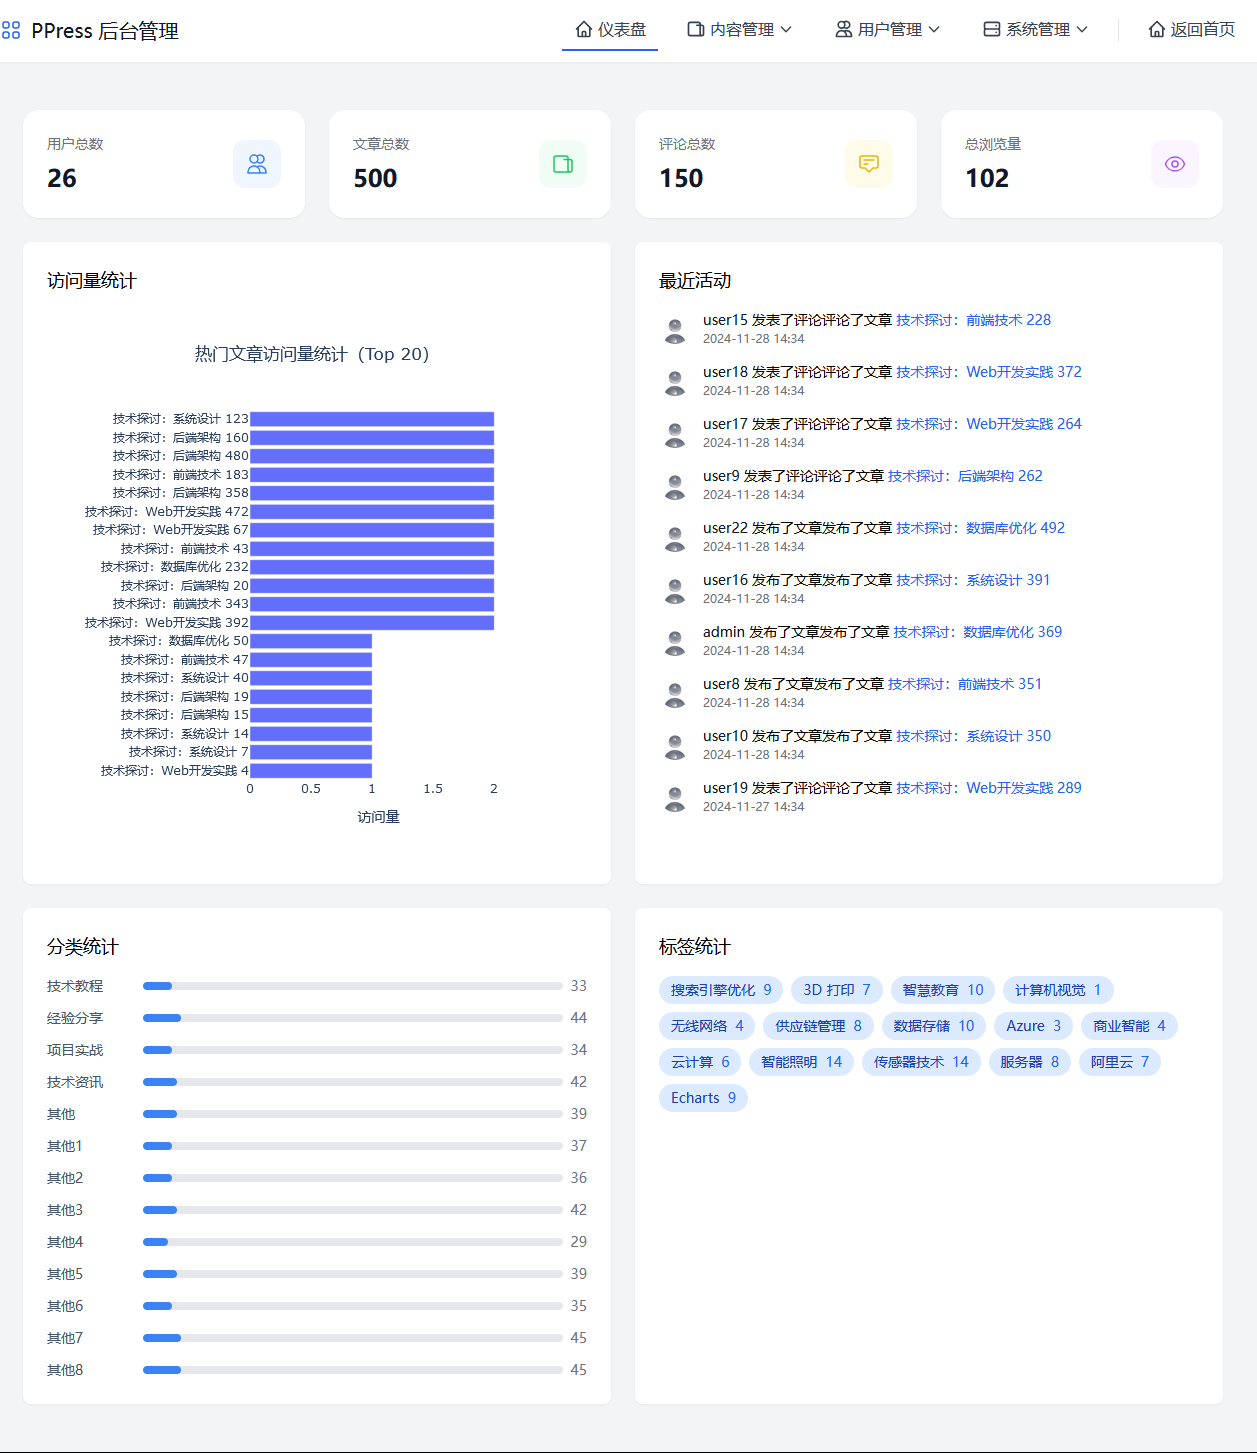 PPress 后台管理
仪表盘 内容管理 用户管理 系统管理 返回首页
用户总数
26
文章总数
500
评论总数
150
总浏览量
102
访问量统计
热门文章访问量统计（Top 20）
技术探讨：系统设计 123
技术探讨：后端架构 160
技术探讨：后端架构 480
技术探讨：前端技术 183
技术探讨：后端架构 358
技术探讨：Web开发实践 472
技术探讨：Web开发实践 67
技术探讨：前端技术 43
技术探讨：数据库优化 232
技术探讨：后端架构 20
技术探讨：前端技术 343
技术探讨：Web开发实践 392
技术探讨：数据库优化 50
技术探讨：前端技术 47
技术探讨：系统设计 40
技术探讨：后端架构 19
技术探讨：后端架构 15
技术探讨：系统设计 14
技术探讨：系统设计 7
技术探讨：Web开发实践 4
0 0.5 1 1.5 2
访问量
最近活动
user15 发表了评论评论了文章 技术探讨：前端技术 228
2024-11-28 14:34
user18 发表了评论评论了文章 技术探讨：Web开发实践 372
2024-11-28 14:34
user17 发表了评论评论了文章 技术探讨：Web开发实践 264
2024-11-28 14:34
user9 发表了评论评论了文章 技术探讨：后端架构 262
2024-11-28 14:34
user22 发布了文章发布了文章 技术探讨：数据库优化 492
2024-11-28 14:34
user16 发布了文章发布了文章 技术探讨：系统设计 391
2024-11-28 14:34
admin 发布了文章发布了文章 技术探讨：数据库优化 369
2024-11-28 14:34
user8 发布了文章发布了文章 技术探讨：前端技术 351
2024-11-28 14:34
user10 发布了文章发布了文章 技术探讨：系统设计 350
2024-11-28 14:34
user19 发表了评论评论了文章 技术探讨：Web开发实践 289
2024-11-27 14:34
分类统计
技术教程 33
经验分享 44
项目实战 34
技术资讯 42
其他 39
其他1 37
其他2 36
其他3 42
其他4 29
其他5 39
其他6 35
其他7 45
其他8 45
标签统计
搜索引擎优化 9 3D 打印 7 智慧教育 10 计算机视觉 1
无线网络 4 供应链管理 8 数据存储 10 Azure 3 商业智能 4
云计算 6 智能照明 14 传感器技术 14 服务器 8 阿里云 7
Echarts 9